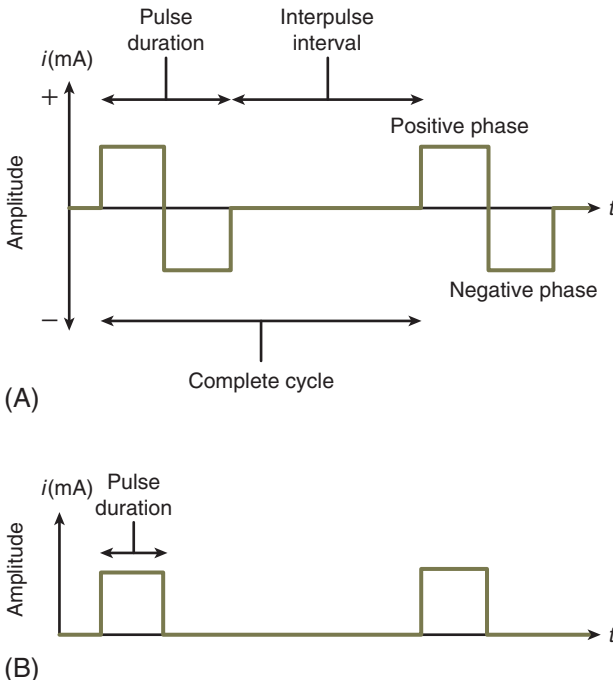 Pulse
duration
Interpulse
interval
i(mA)
+
Positive phase
Amplitude
t
Negative phase
–
Complete cycle
(A)
i(mA)
Pulse
duration
Amplitude
t
(B)